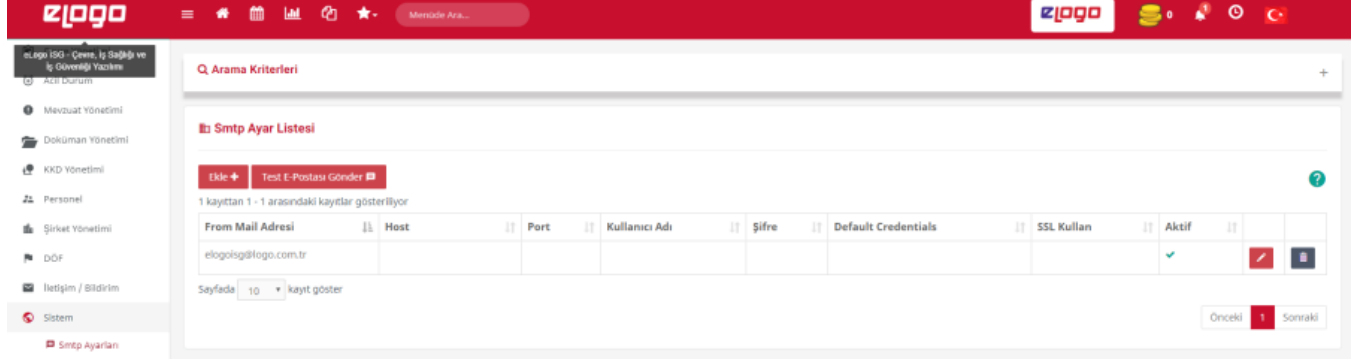 eLOGO
Menüde Ara...
eLOGO
0
eLogo İSG - Çevre, İş Sağlığı ve
İş Güvenliği Yazılımı
Acil Durum
Mevzuat Yönetimi
Doküman Yönetimi
KKD Yönetimi
Personel
Şirket Yönetimi
DÖF
İletişim / Bildirim
Sistem
Smtp Ayarları
Arama Kriterleri
Smtp Ayar Listesi
Ekle
Test E-Postası Gönder
1 kayıttan 1 - 1 arasındaki kayıtlar gösteriliyor
From Mail Adresi Host Port Kullanıcı Adı Şifre Default Credentials SSL Kullan Aktif
elogoisg@logo.com.tr
Sayfada 10 kayıt göster
Önceki 1 Sonraki